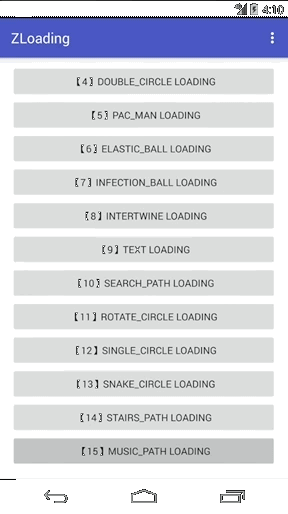 4:10
ZLoading
〖4〗DOUBLE_CIRCLE LOADING
〖5〗PAC_MAN LOADING
〖6〗ELASTIC_BALL LOADING
〖7〗INFECTION_BALL LOADING
〖8〗INTERTWINE LOADING
〖9〗TEXT LOADING
〖10〗SEARCH_PATH LOADING
〖11〗ROTATE_CIRCLE LOADING
〖12〗SINGLE_CIRCLE LOADING
〖13〗SNAKE_CIRCLE LOADING
〖14〗STAIRS_PATH LOADING
〖15〗MUSIC_PATH LOADING